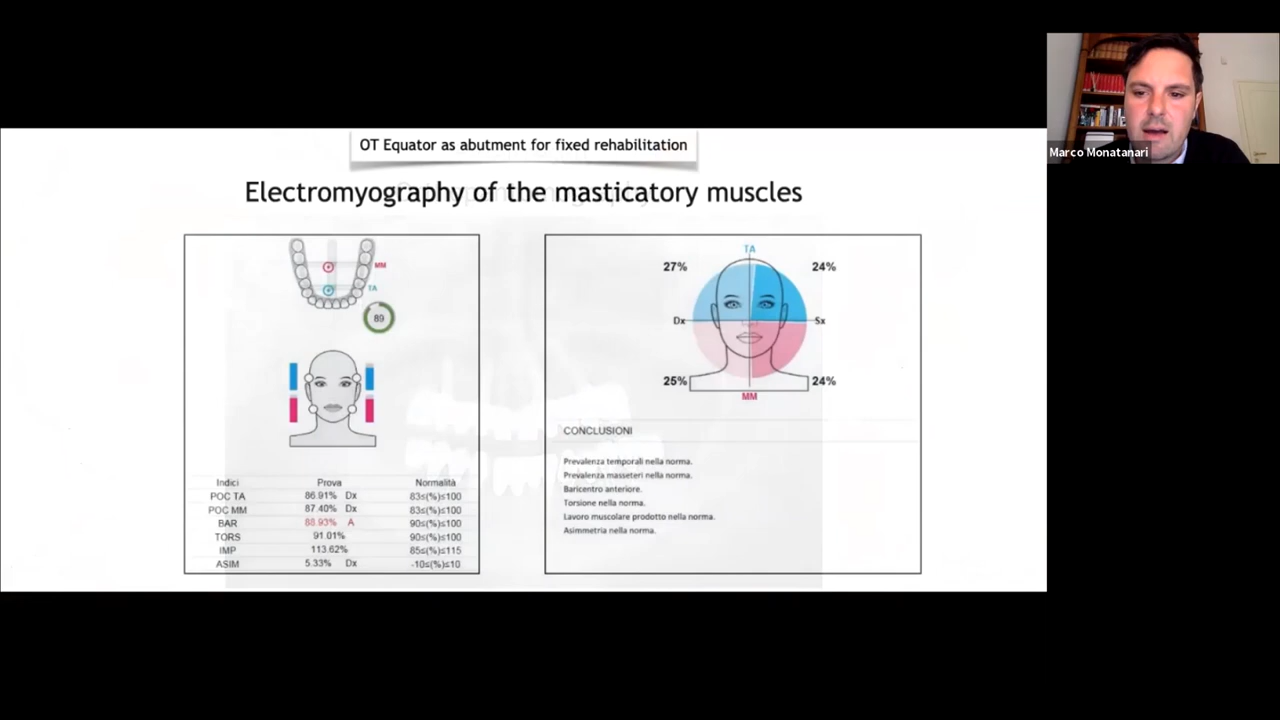 OT Equator as abutment for fixed rehabilitation
Electromyography of the masticatory muscles
Marco Monatanari
MM
TA
89
Indici Prova Normalità
POC TA 86.91% Dx 83≤(%)≤100
POC MM 87.40% Dx 83≤(%)≤100
BAR 88.93% A 90≤(%)≤100
TORS 91.01% 90≤(%)≤100
IMP 113.62% 85≤(%)≤115
ASIM 5.33% Dx -10≤(%)≤10
TA
27% 24%
Dx Sx
25% 24%
MM
CONCLUSIONI
Prevalenza temporali nella norma.
Prevalenza masseteri nella norma.
Baricentro anteriore.
Torsione nella norma.
Lavoro muscolare prodotto nella norma.
Asimmetria nella norma.